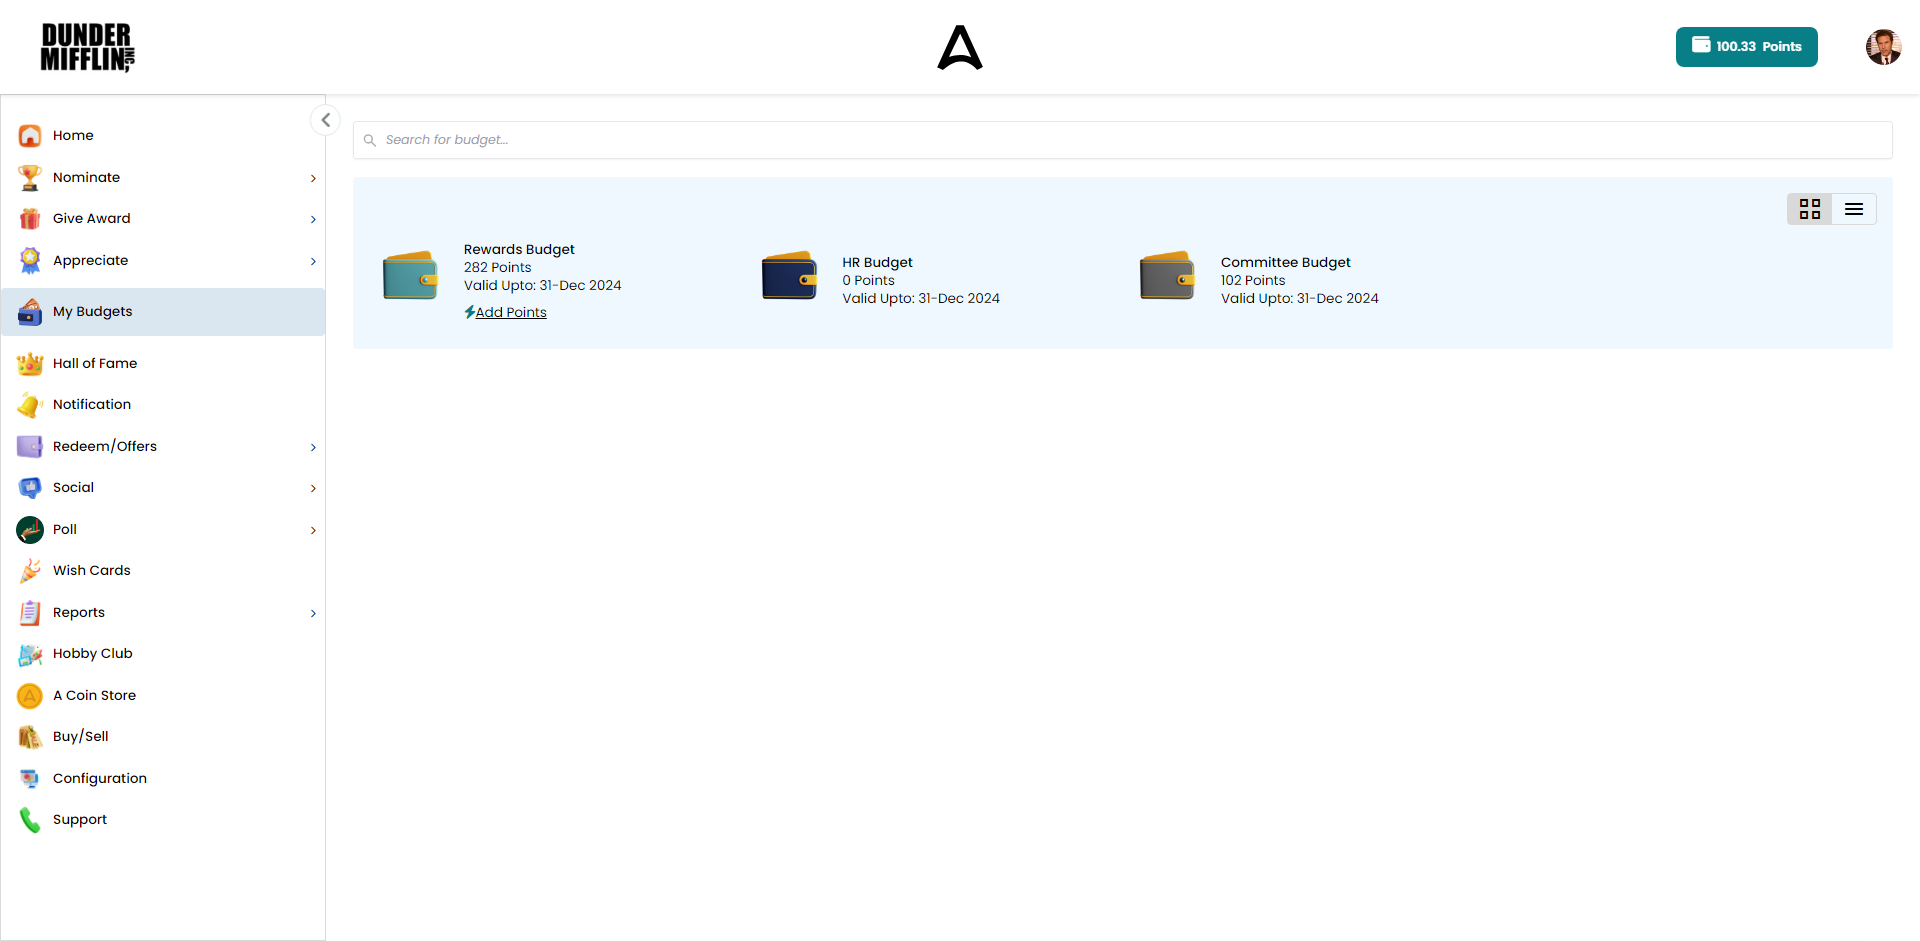 DUNDER
MIFFLIN INC,
100.33 Points
Home
Nominate
Give Award
Appreciate
My Budgets
Hall of Fame
Notification
Redeem/Offers
Social
Poll
Wish Cards
Reports
Hobby Club
A Coin Store
Buy/Sell
Configuration
Support
Search for budget...
Rewards Budget
282 Points
Valid Upto: 31-Dec 2024
Add Points
HR Budget
0 Points
Valid Upto: 31-Dec 2024
Committee Budget
102 Points
Valid Upto: 31-Dec 2024